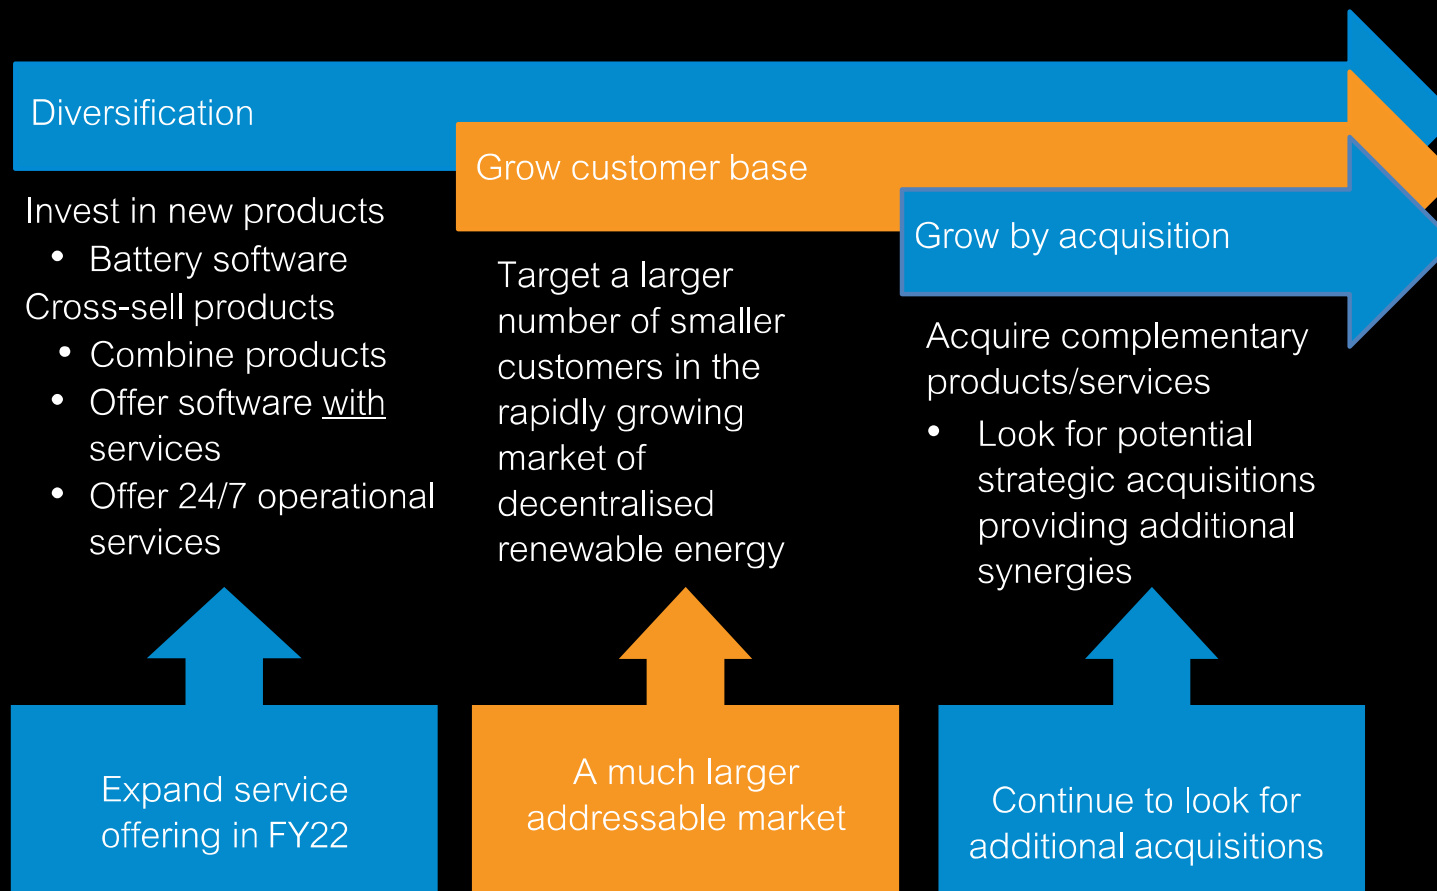 Diversification
Invest in new products
• Battery software
Cross-sell products
• Combine products
• Offer software with
services
• Offer 24/7 operational
services
Expand service
offering in FY22
Grow customer base
Target a larger
number of smaller
customers in the
rapidly growing
market of
decentralised
renewable energy
A much larger
addressable market
Grow by acquisition
Acquire complementary
products/services
• Look for potential
strategic acquisitions
providing additional
synergies
Continue to look for
additional acquisitions